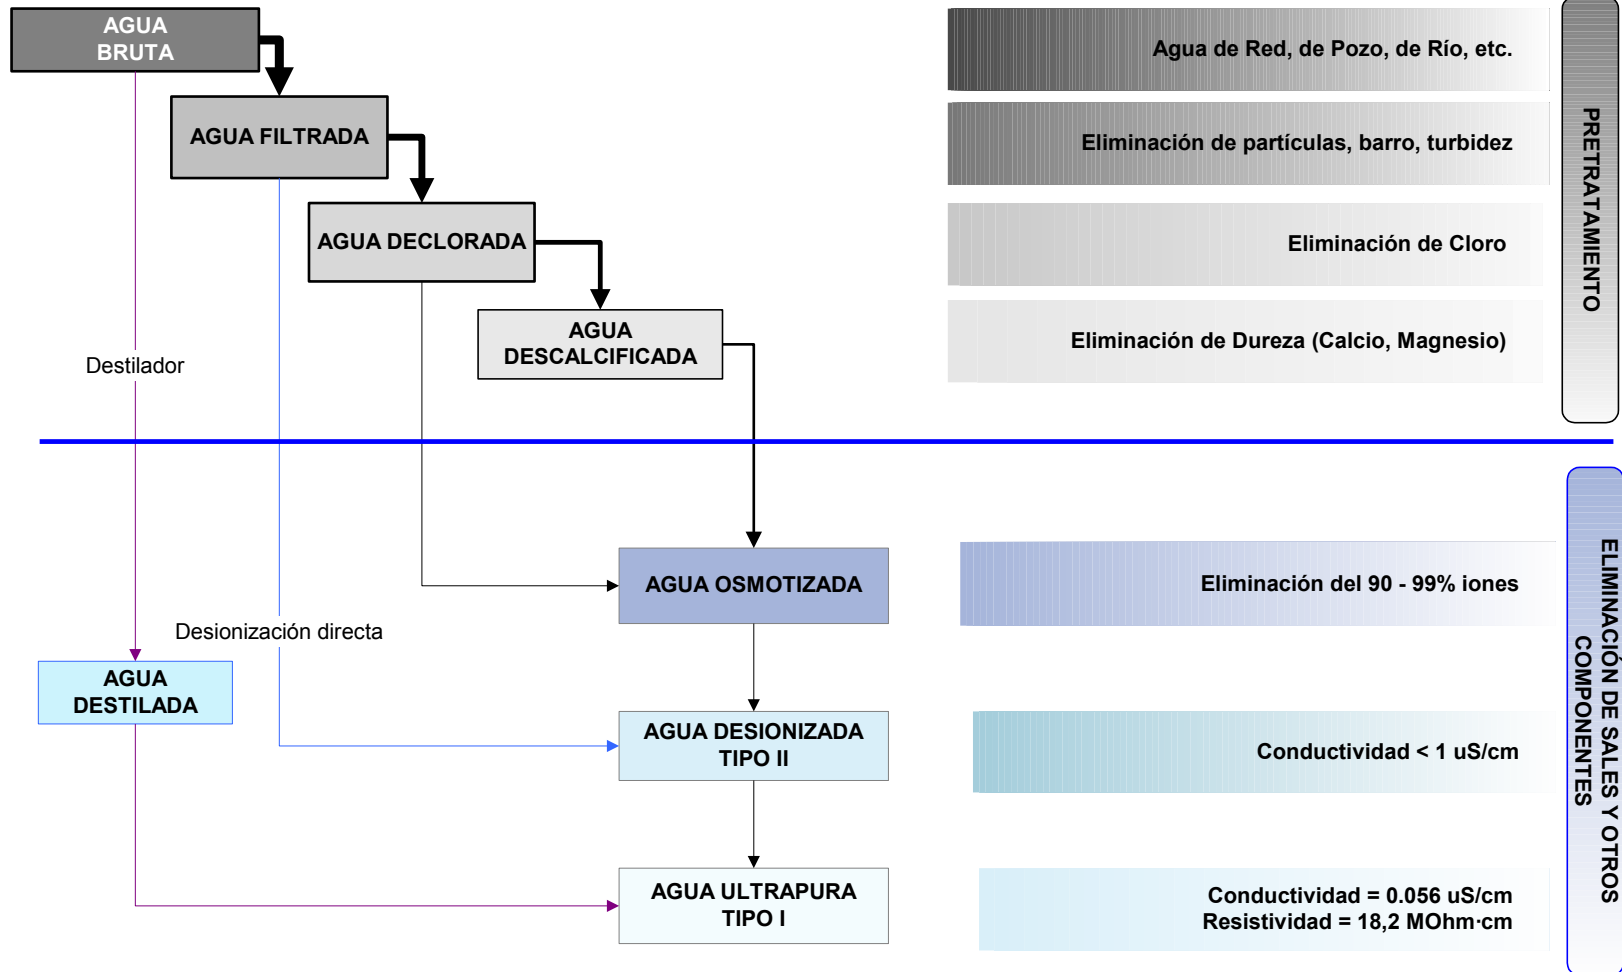 AGUA
BRUTA
Agua de Red, de Pozo, de Río, etc.
AGUA FILTRADA
Eliminación de partículas, barro, turbidez
AGUA DECLORADA
Eliminación de Cloro
AGUA
DESCALCIFICADA
Eliminación de Dureza (Calcio, Magnesio)
PRETRATAMIENTO
Destilador
AGUA OSMOTIZADA
Eliminación del 90 - 99% iones
Desionización directa
AGUA
DESTILADA
AGUA DESIONIZADA
TIPO II
Conductividad < 1 uS/cm
AGUA ULTRAPURA
TIPO I
Conductividad = 0.056 uS/cm
Resistividad = 18,2 MOhm·cm
ELIMINACIÓN DE SALES Y OTROS
COMPONENTES